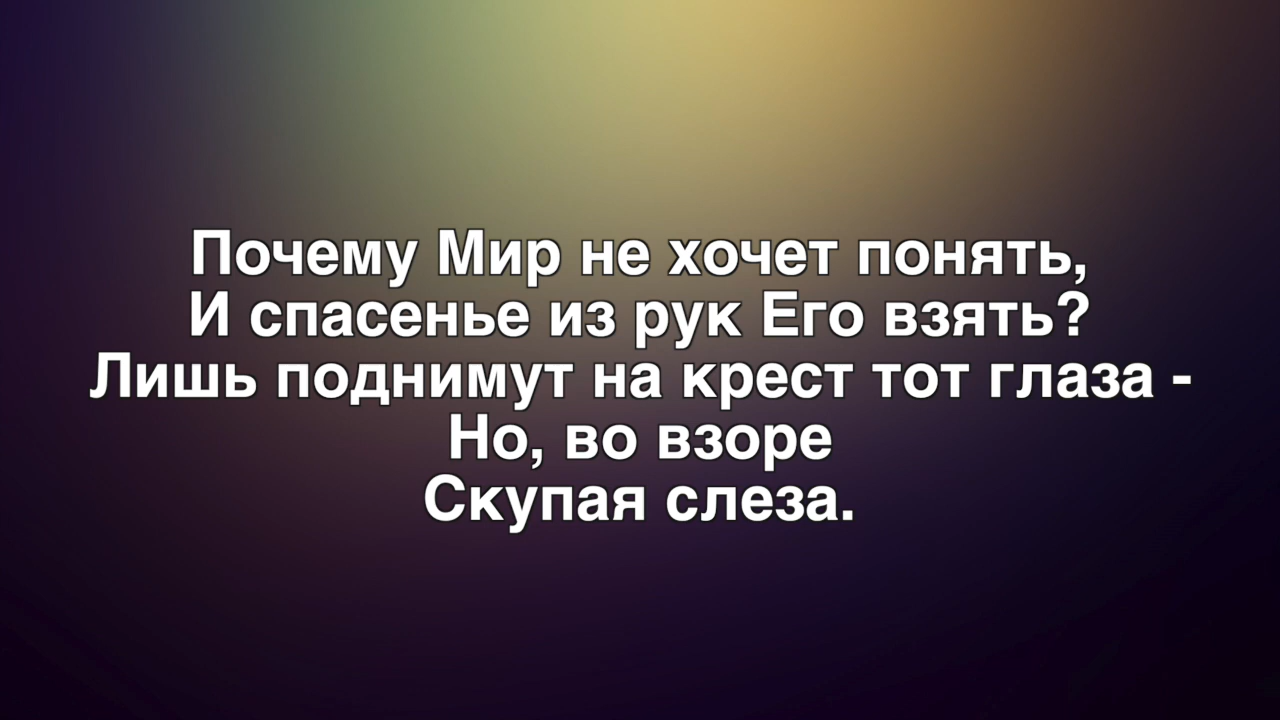 Почему Мир не хочет понять,
И спасенье из рук Его взять?
Лишь поднимут на крест тот глаза -
Но, во взоре
Скупая слеза.